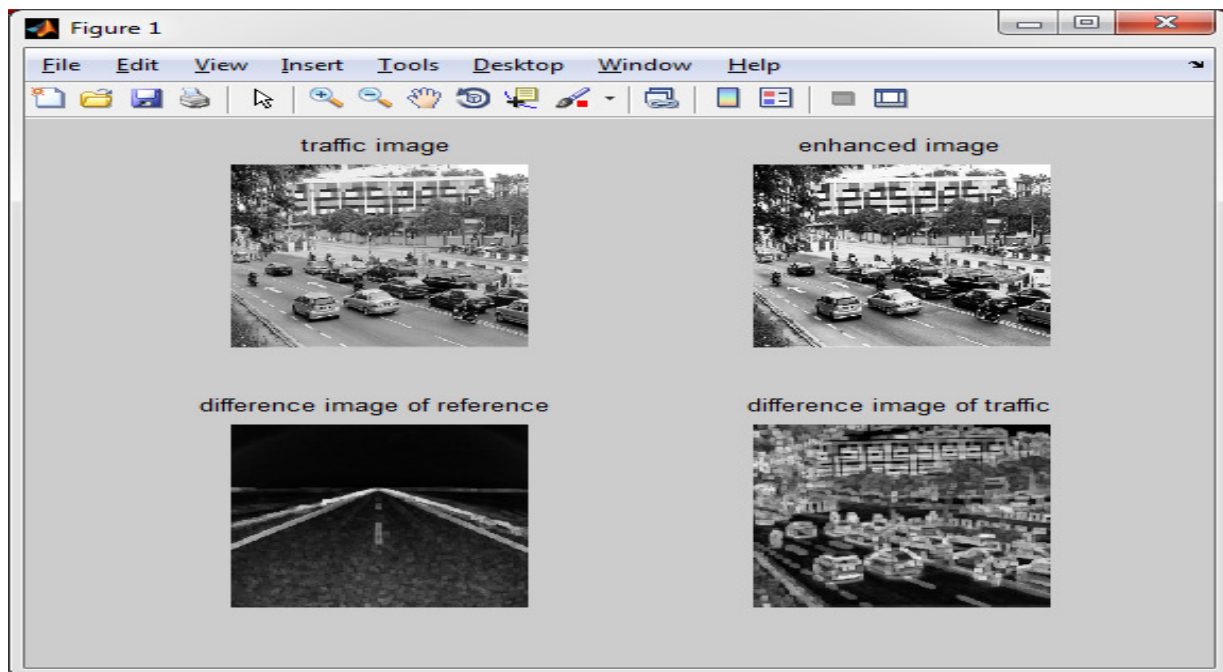 Figure 1
File Edit View Insert Tools Desktop Window Help
traffic image
enhanced image
difference image of reference
difference image of traffic